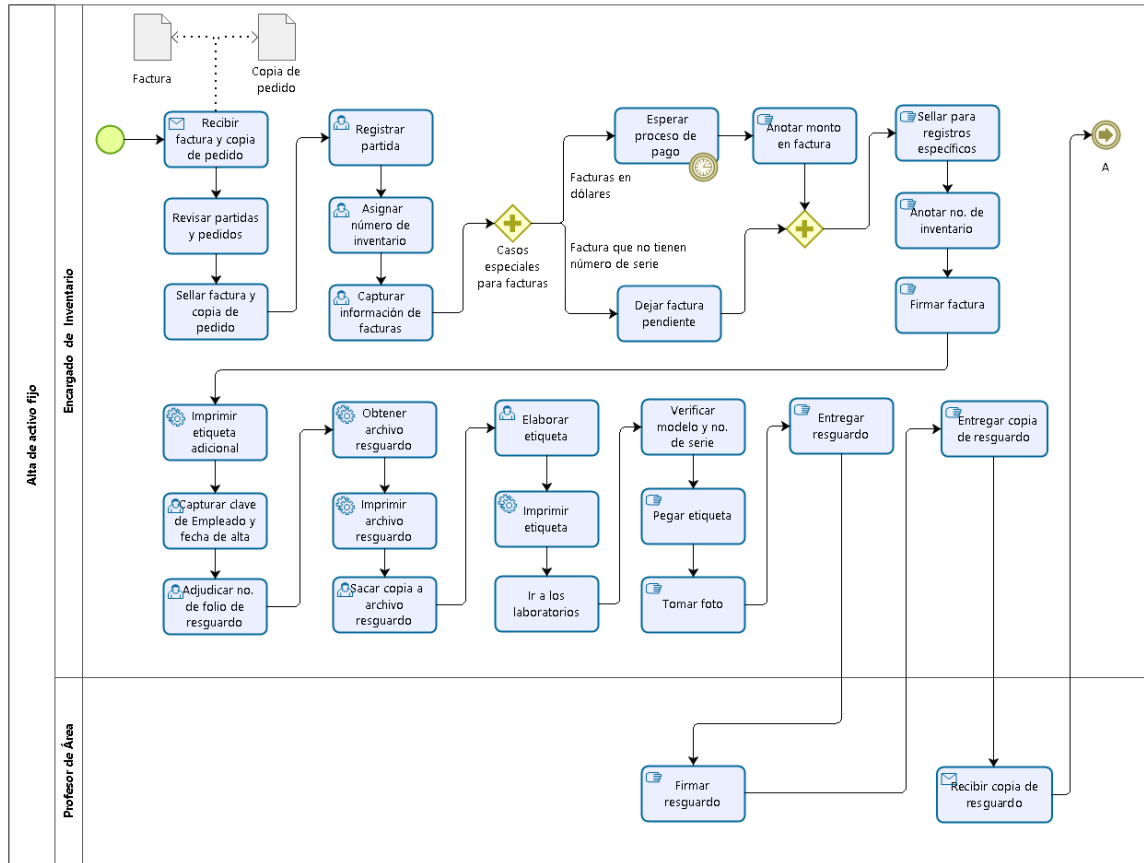 Alta de activo fijo
Encargado de Inventario
Factura
Copia de
pedido
Recibir
factura y copia
de pedido
Revisar partidas
y pedidos
Sellar factura y
copia de
pedido
Registrar
partida
Asignar
número de
inventario
Capturar
información de
facturas
Casos
especiales
para facturas
Facturas en
dólares
Factura que no tienen
número de serie
Esperar
proceso de
pago
Anotar monto
en factura
Dejar factura
pendiente
Sellar para
registros
específicos
Anotar no. de
inventario
Firmar factura
A
Imprimir
etiqueta
adicional
Capturar clave
de Empleado y
fecha de alta
Adjudicar no.
de folio de
resguardo
Obtener
archivo
resguardo
Imprimir
archivo
resguardo
Sacar copia a
archivo
resguardo
Elaborar
etiqueta
Imprimir
etiqueta
Ir a los
laboratorios
Verificar
modelo y no.
de serie
Pegar etiqueta
Tomar foto
Entregar
resguardo
Entregar copia
de resguardo
Profesor de Área
Firmar
resguardo
Recibir copia de
resguardo